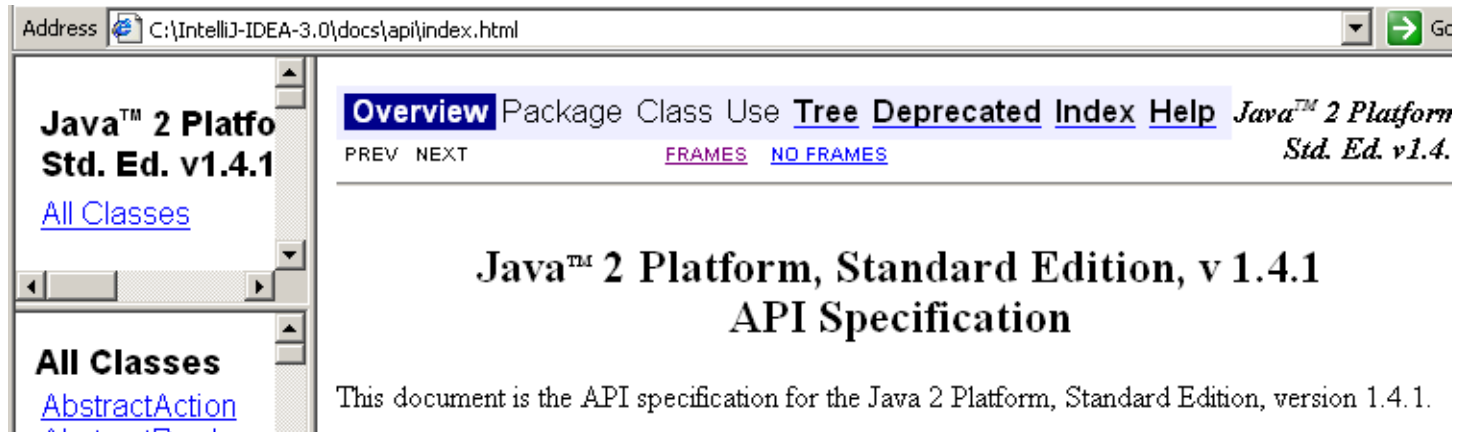 Address C:\IntelliJ-IDEA-3.0\docs\api\index.html
Java™ 2 Platfo
Std. Ed. v1.4.1
All Classes
All Classes
AbstractAction
Overview Package Class Use Tree Deprecated Index Help
PREV NEXT FRAMES NO FRAMES
Java™ 2 Platform
Std. Ed. v1.4.
Java™ 2 Platform, Standard Edition, v 1.4.1
API Specification
This document is the API specification for the Java 2 Platform, Standard Edition, version 1.4.1.